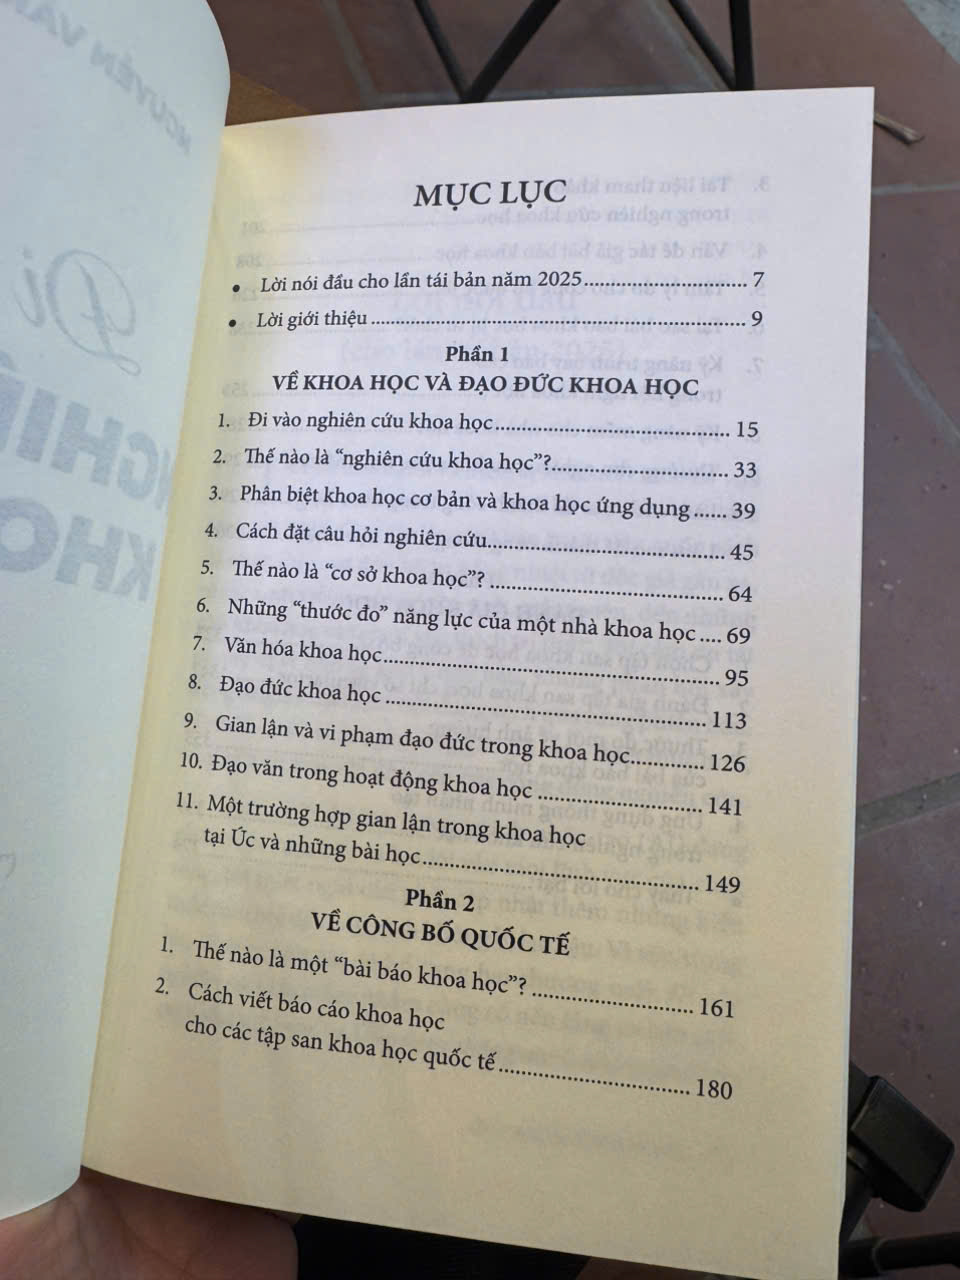 MỤC LỤC
• Lời nói đầu cho lần tái bản năm 2025 7
• Lời giới thiệu 9
Phần 1
VỀ KHOA HỌC VÀ ĐẠO ĐỨC KHOA HỌC
1. Đi vào nghiên cứu khoa học 15
2. Thế nào là “nghiên cứu khoa học”? 33
3. Phân biệt khoa học cơ bản và khoa học ứng dụng 39
4. Cách đặt câu hỏi nghiên cứu 45
5. Thế nào là “cơ sở khoa học”? 64
6. Những “thước đo” năng lực của một nhà khoa học 69
7. Văn hóa khoa học 95
8. Đạo đức khoa học 113
9. Gian lận và vi phạm đạo đức trong khoa học 126
10. Đạo văn trong hoạt động khoa học 141
11. Một trường hợp gian lận trong khoa học
tại Úc và những bài học 149
Phần 2
VỀ CÔNG BỐ QUỐC TẾ
1. Thế nào là một “bài báo khoa học”? 161
2. Cách viết báo cáo khoa học
cho các tập san khoa học quốc tế 180